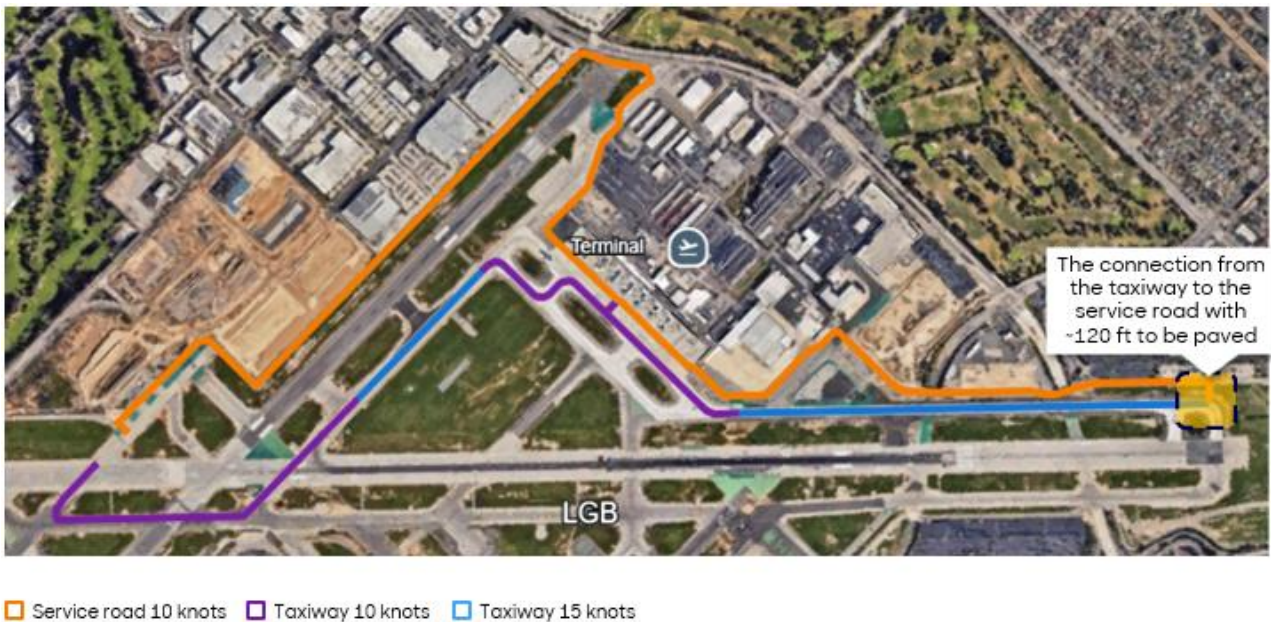 Terminal
The connection from
the taxiway to the
service road with
~120 ft to be paved
LGB
Service road 10 knots
Taxiway 10 knots
Taxiway 15 knots